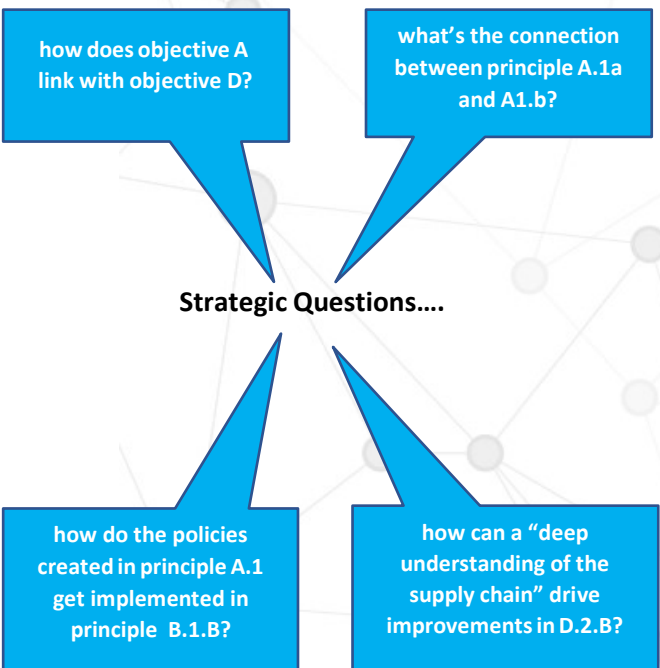 how does objective A
link with objective D?
what's the connection
between principle A.1a
and A1.b?
Strategic Questions....
how do the policies
created in principle A.1
get implemented in
principle B.1.B?
how can a “deep
understanding of the
supply chain” drive
improvements in D.2.B?